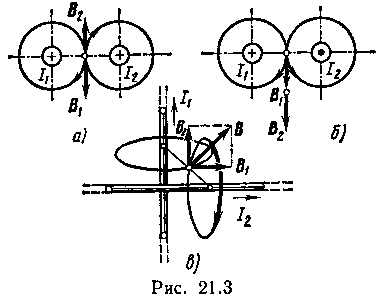 B₂
I₁ I₂
B₁
а)
I₁ I₂
B₁
B₂
б)
I₁
B₂ B
B₁
I₂
в)
Рис. 21.3